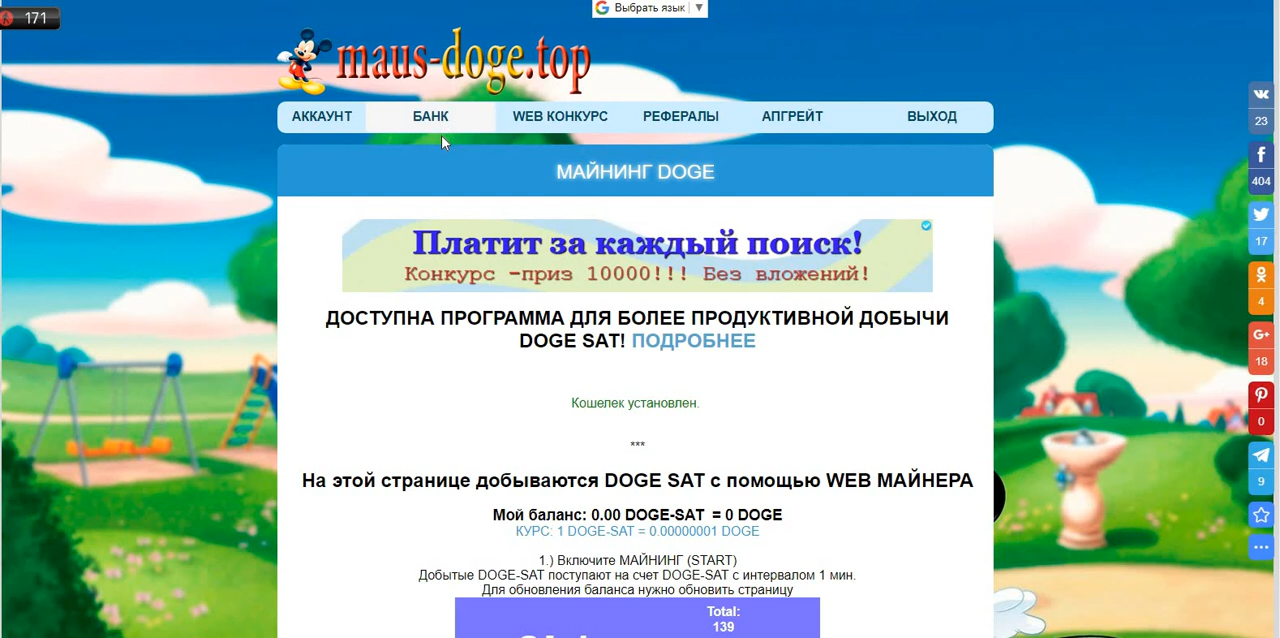 171
Выбрать язык
maus-doge.top
АККАУНТ БАНК WEB КОНКУРС РЕФЕРАЛЫ АПГРЕЙТ ВЫХОД
МАЙНИНГ DOGE
Платит за каждый поиск!
Конкурс -приз 10000!!! Без вложений!
ДОСТУПНА ПРОГРАММА ДЛЯ БОЛЕЕ ПРОДУКТИВНОЙ ДОБЫЧИ
DOGE SAT! ПОДРОБНЕЕ
Кошелек установлен.
***
На этой странице добываются DOGE SAT с помощью WEB МАЙНЕРА
Мой баланс: 0.00 DOGE-SAT = 0 DOGE
КУРС: 1 DOGE-SAT = 0.00000001 DOGE
1.) Включите МАЙНИНГ (START)
Добытые DOGE-SAT поступают на счет DOGE-SAT с интервалом 1 мин.
Для обновления баланса нужно обновить страницу
Total:
139
23
404
17
4
G+
18
0
9